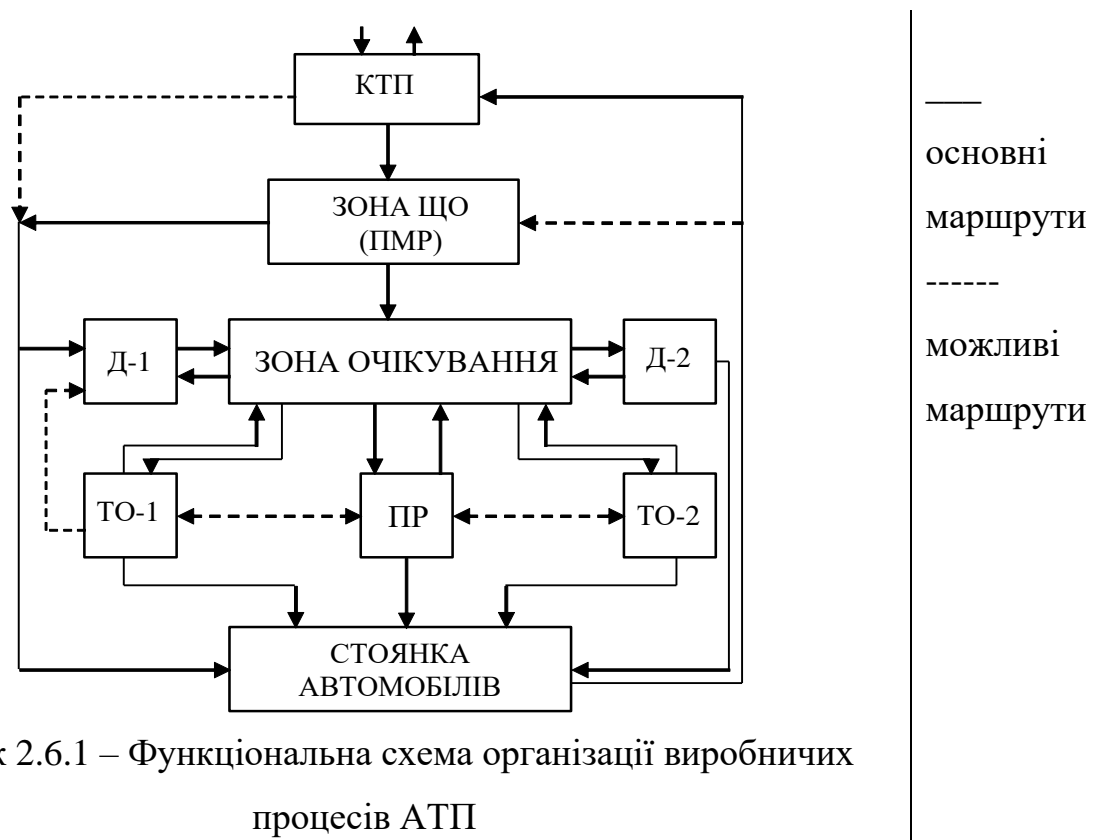 КТП
ЗОНА ЩО
(ПМР)
Д-1
ЗОНА ОЧІКУВАННЯ
Д-2
ТО-1
ПР
ТО-2
СТОЯНКА
АВТОМОБІЛІВ
к 2.6.1 – Функціональна схема організації виробничих
процесів АТП
___
основні
маршрути
------
можливі
маршрути